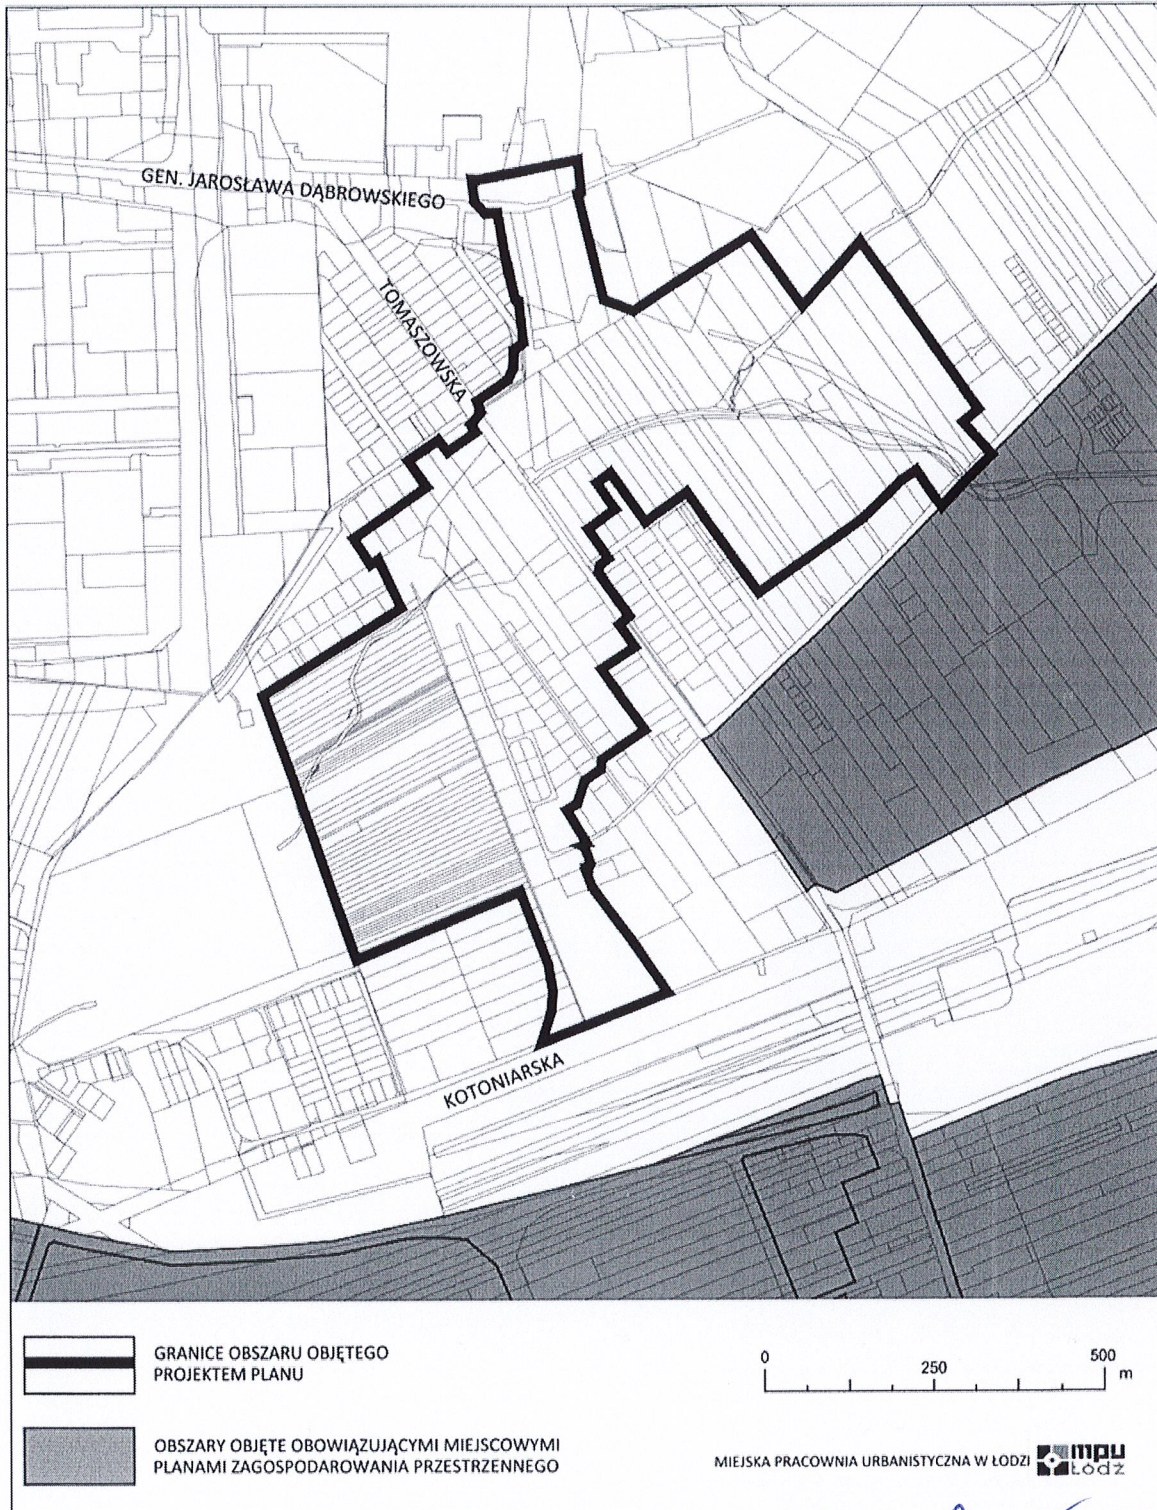 GEN. JAROSŁAWA DĄBROWSKIEGO
TOMASZOWSKA
KOTONIARSKA
GRANICE OBSZARU OBJĘTEGO
PROJEKTEM PLANU
0 250 500 m
OBSZARY OBJĘTE OBOWIĄZUJĄCYMI MIEJSCOWYMI
PLANAMI ZAGOSPODAROWANIA PRZESTRZENNEGO
MIEJSKA PRACOWNIA URBANISTYCZNA W ŁODZI
mpu
Łódź